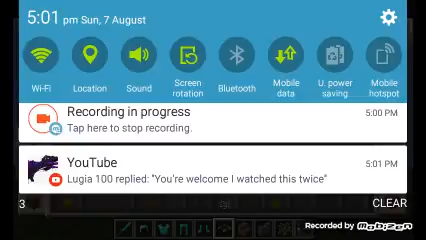 5:01 pm Sun, 7 August
Wi-Fi
Location
Sound
Screen rotation
Bluetooth
Mobile data
U. power saving
Mobile hotspot
Recording in progress 5:00 PM
Tap here to stop recording.
YouTube 5:01 PM
Lugia 100 replied: "You're welcome I watched this twice"
3 CLEAR
Recorded by Mobizen